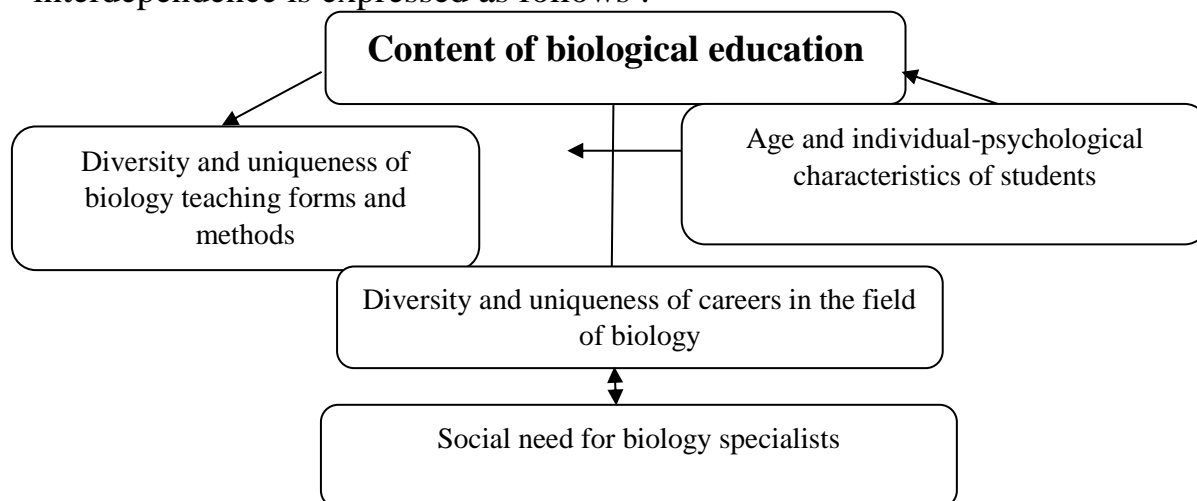 interdependence is expressed as follows :
Content of biological education
Diversity and uniqueness of
biology teaching forms and
methods
Age and individual-psychological
characteristics of students
Diversity and uniqueness of careers in the field
of biology
Social need for biology specialists